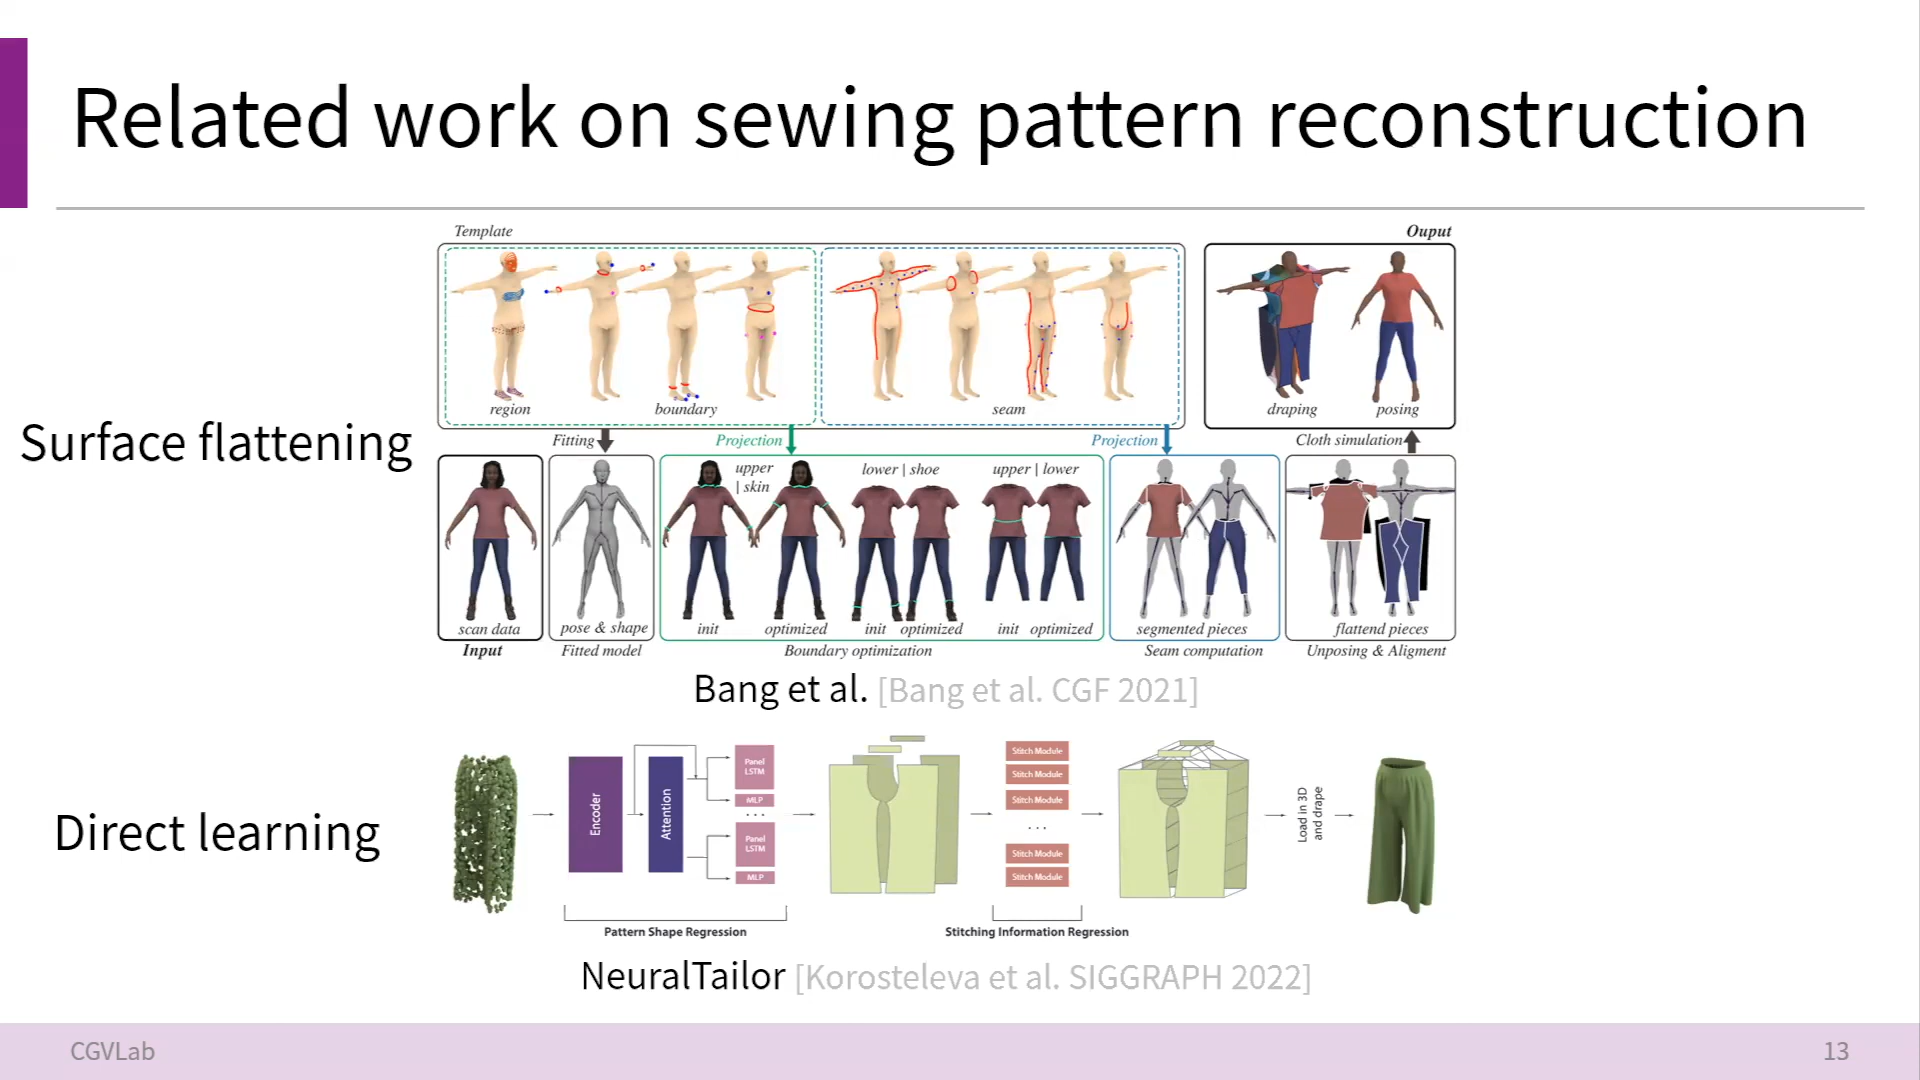 Related work on sewing pattern reconstruction
Surface flattening
Template
Ouput
region
boundary
seam
draping
posing
Fitting
Projection
Projection
Cloth simulation
upper
| skin
lower | shoe
upper | lower
scan data
pose & shape
init
optimized
init
optimized
init
optimized
segmented pieces
flattend pieces
Input
Fitted model
Boundary optimization
Seam computation
Unposing & Aligment
Bang et al. [Bang et al. CGF 2021]
Direct learning
Encoder
Attention
Panel
LSTM
MLP
...
Panel
LSTM
MLP
Stitch Module
Stitch Module
Stitch Module
...
Stitch Module
Stitch Module
Load in 3D
and drape
Pattern Shape Regression
Stitching Information Regression
NeuralTailor [Korosteleva et al. SIGGRAPH 2022]
CGVLab
13